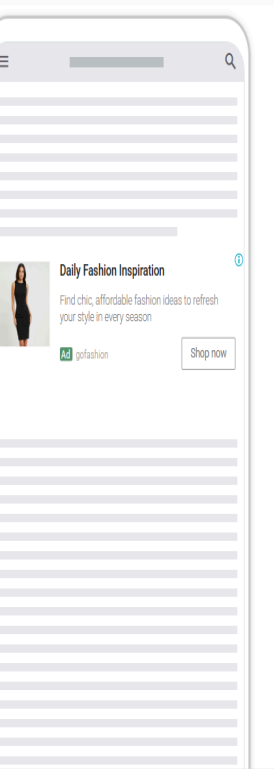 Daily Fashion Inspiration
Find chic, affordable fashion ideas to refresh
your style in every season
Ad gofashion
Shop now